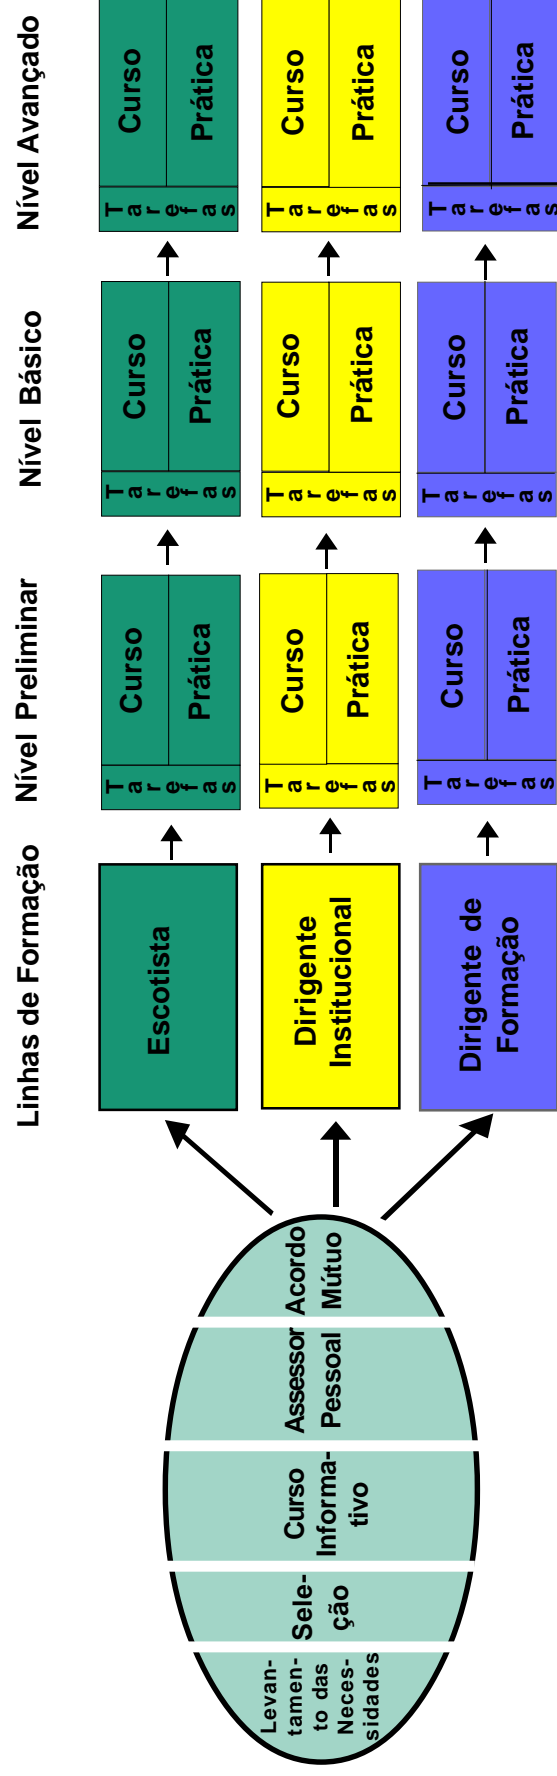 Linhas de Formação
Nível Preliminar
Nível Básico
Nível Avançado
Levan-
tamen-
to das
Neces-
sidades
Sele-
ção
Curso
Informa-
tivo
Assessor
Pessoal
Acordo
Mútuo
Escotista
Tarefas
Curso
Prática
Tarefas
Curso
Prática
Tarefas
Curso
Prática
Dirigente
Institucional
Tarefas
Curso
Prática
Tarefas
Curso
Prática
Tarefas
Curso
Prática
Dirigente de
Formação
Tarefas
Curso
Prática
Tarefas
Curso
Prática
Tarefas
Curso
Prática